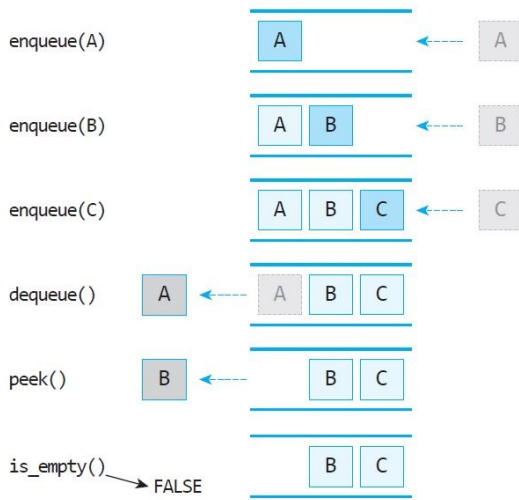 enqueue(A) A A
enqueue(B) A B B
enqueue(C) A B C C
dequeue() A A B C
peek() B B C
is_empty() B C
FALSE